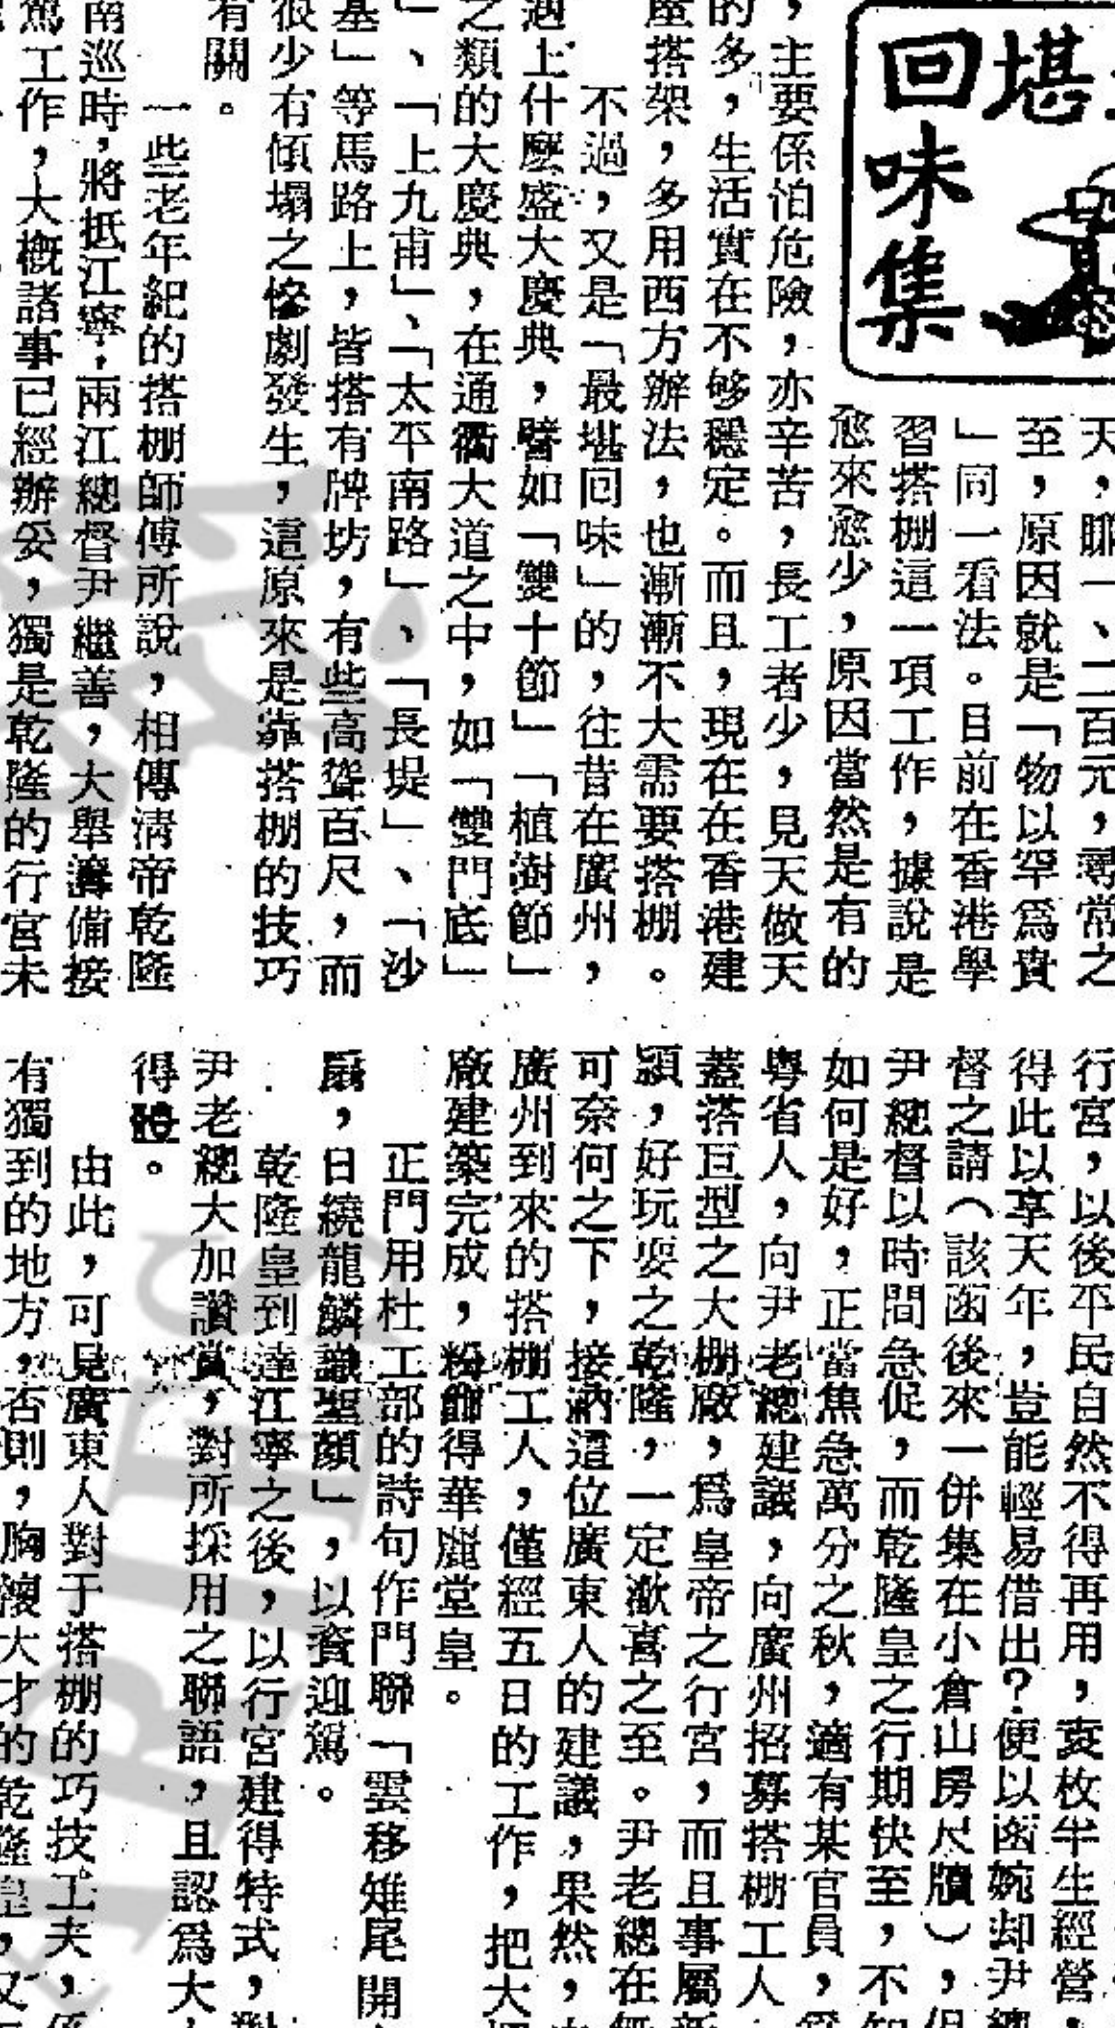 堪
回味集
天，　一、二百元，尋常之
至，原因就是「物以罕爲貴
」同一看法。目前在香港學
習搭棚這一項工作，據說是
愈來愈少，原因當然是有的
，主要係怕危險，亦辛苦，長工者少，見天做天
的多，生活實在不够穩定。而且，現在在香港建
屋搭架，多用西方辦法，也漸漸不大需要搭棚。
不過，又是「最堪回味」的，往昔在廣州，
遇上什麽盛大慶典，譬如「雙十節」「植樹節」
之類的大慶典，在通衢大道之中，如「雙門底」
」、「上九甫」、「太平南路」、「長堤」、「沙
基」等馬路上，皆搭有牌坊，有些高聳百尺，而
很少有傾塌之慘劇發生，這原來是靠搭棚的技巧
有關。
一些老年紀的搭棚師傅所說，相傳淸帝乾隆
南巡時，將抵江寧，兩江總督尹繼善，大舉籌備接
駕工作，大概諸事已經辦妥，獨是乾隆的行宮未
行宮，以後平民自然不得再用，袁枚半生經營，
得此以享天年，豈能輕易借出？便以函婉却尹總
督之請（該函後來一併集在小倉山房尺牘），但
尹總督以時間急促，而乾隆皇之行期快至，不知
如何是好，正當焦急萬分之秋，適有某官員，爲
粤省人，向尹老總建議，向廣州招募搭棚工人
蓋搭巨型之大棚廠，爲皇帝之行宮，而且事屬新
穎，好玩耍之乾隆，一定歡喜之至。尹老總在無
可奈何之下，接納這位廣東人的建議，果然，由
廣州到來的搭棚工人，僅經五日的工作，把大棚
廠建築完成，粉飾得華麗堂皇。
正門用杜工部的詩句作門聯「雲移雉尾開
扇，日繞龍鱗識聖顏」，以資迎駕。
乾隆皇到達江寧之後，以行宮建得特式，對
尹老總大加讚賞，對所採用之聯語，且認爲大
得體。
由此，可見廣東人對于搭棚的巧技工夫，係
有獨到的地方，否則，胸襟大才的乾隆皇，又